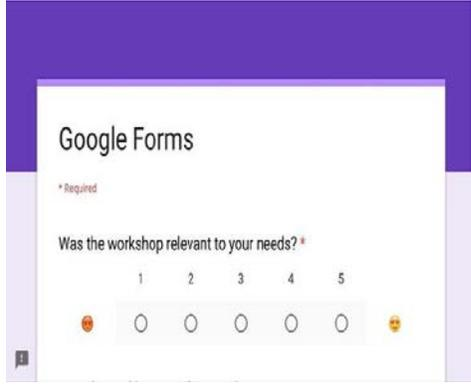 Google Forms
* Required
Was the workshop relevant to your needs? *
1 2 3 4 5